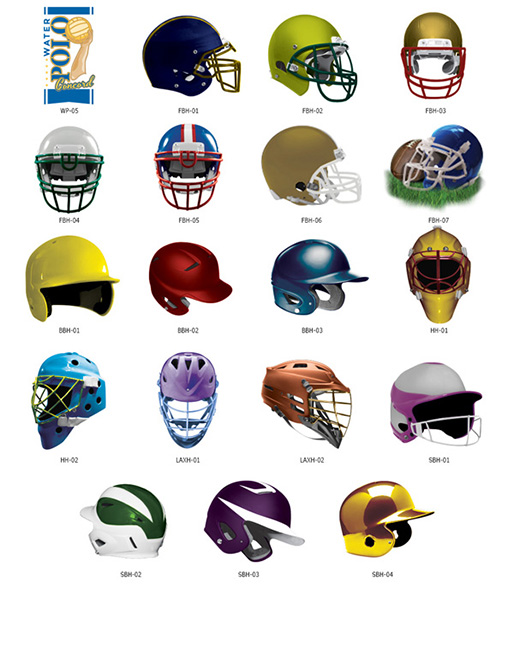 WATER
POLO
Concord
WP-05
FBH-01
FBH-02
FBH-03
FBH-04
FBH-05
FBH-06
FBH-07
BBH-01
BBH-02
BBH-03
HH-01
HH-02
LAXH-01
LAXH-02
SBH-01
SBH-02
SBH-03
SBH-04